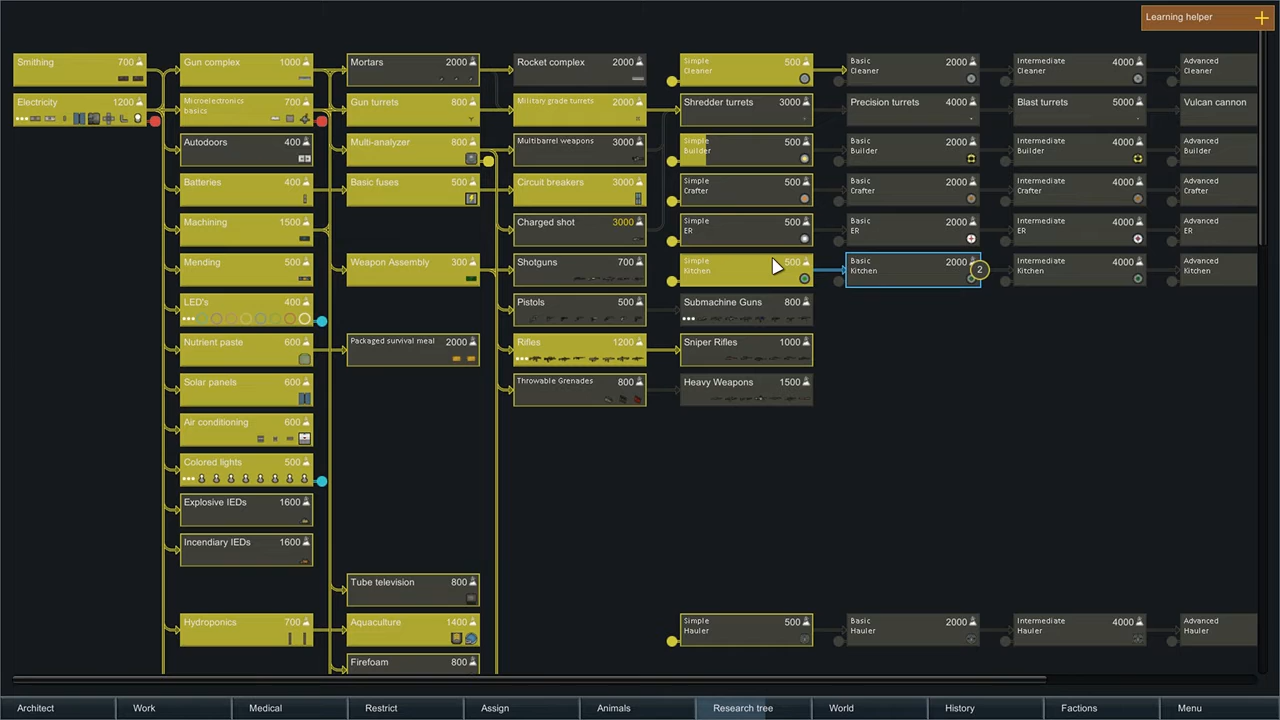 Learning helper
Smithing 700
Gun complex 1000
Mortars 2000
Rocket complex 2000
Simple Cleaner 500
Basic Cleaner 2000
Intermediate Cleaner 4000
Advanced Cleaner
Electricity 1200
Microelectronics basics 700
Gun turrets 800
Military grade turrets 2000
Shredder turrets 3000
Precision turrets 4000
Blast turrets 5000
Vulcan cannon
Autodoors 400
Multi-analyzer 800
Multibarrel weapons 3000
Simple Builder 500
Basic Builder 2000
Intermediate Builder 4000
Advanced Builder
Batteries 400
Basic fuses 500
Circuit breakers 3000
Simple Crafter 500
Basic Crafter 2000
Intermediate Crafter 4000
Advanced Crafter
Machining 1500
Charged shot 3000
Simple ER 500
Basic ER 2000
Intermediate ER 4000
Advanced ER
Mending 500
Weapon Assembly 300
Shotguns 700
Simple Kitchen 500
Basic Kitchen 2000
2
Intermediate Kitchen 4000
Advanced Kitchen
LED's 400
Pistols 500
Submachine Guns 800
Nutrient paste 600
Packaged survival meal 2000
Rifles 1200
Sniper Rifles 1000
Solar panels 600
Throwable Grenades 800
Heavy Weapons 1500
Air conditioning 600
Colored lights 500
Explosive IEDs 1600
Incendiary IEDs 1600
Tube television 800
Hydroponics 700
Aquaculture 1400
Simple Hauler 500
Basic Hauler 2000
Intermediate Hauler 4000
Advanced Hauler
Firefoam 800
Architect
Work
Medical
Restrict
Assign
Animals
Research tree
World
History
Factions
Menu